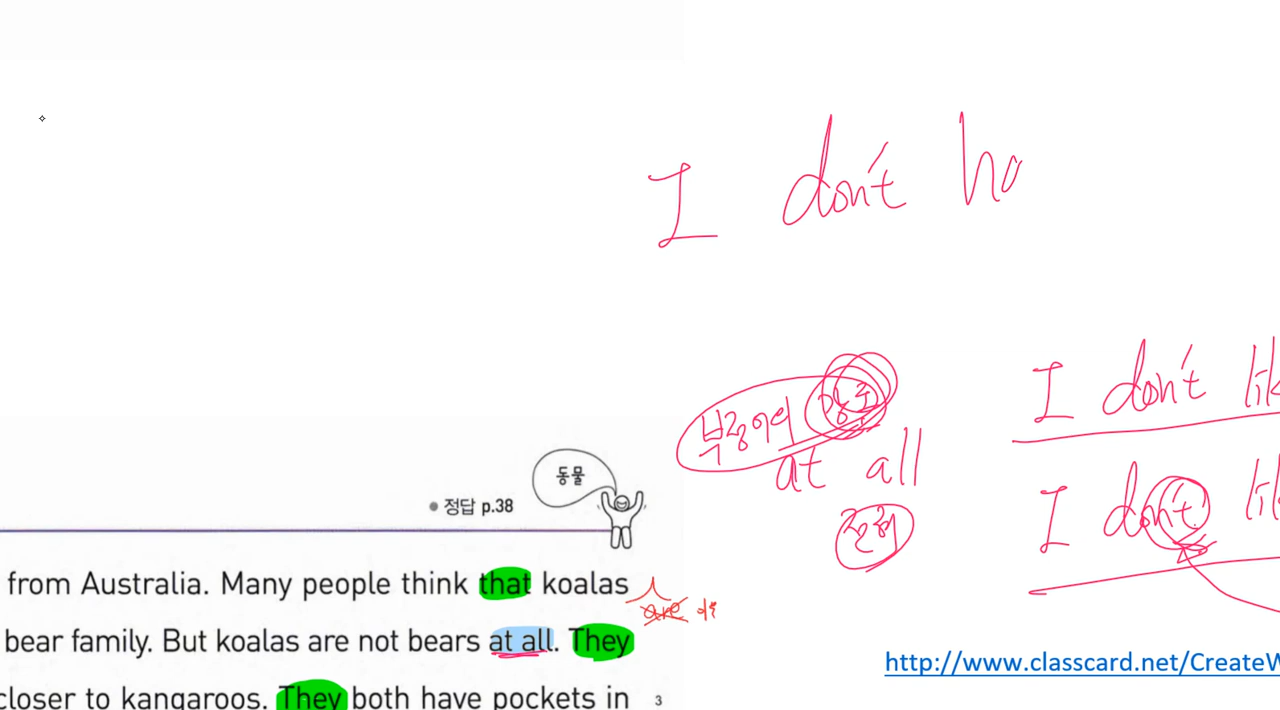 I don't ha
I don't lik
부정어의 강조
at all
I don't lik
전혀
동물
정답 p.38
from Australia. Many people think that koalas
are
bear family. But koalas are not bears at all. They
http://www.classcard.net/CreateW
closer to kangaroos. They both have pockets in
3